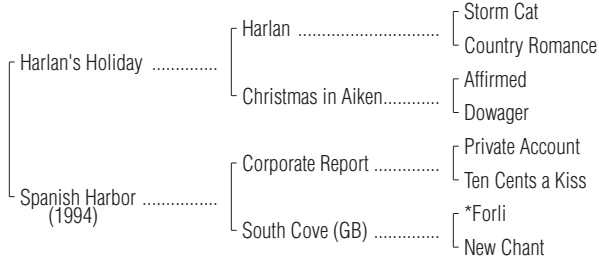 Storm Cat
Harlan ..............................
Country Romance
Harlan's Holiday ..............
Affirmed
Christmas in Aiken............
Dowager
Private Account
Corporate Report ..............
Ten Cents a Kiss
Spanish Harbor ................
(1994)
*Forli
South Cove (GB) ..............
New Chant